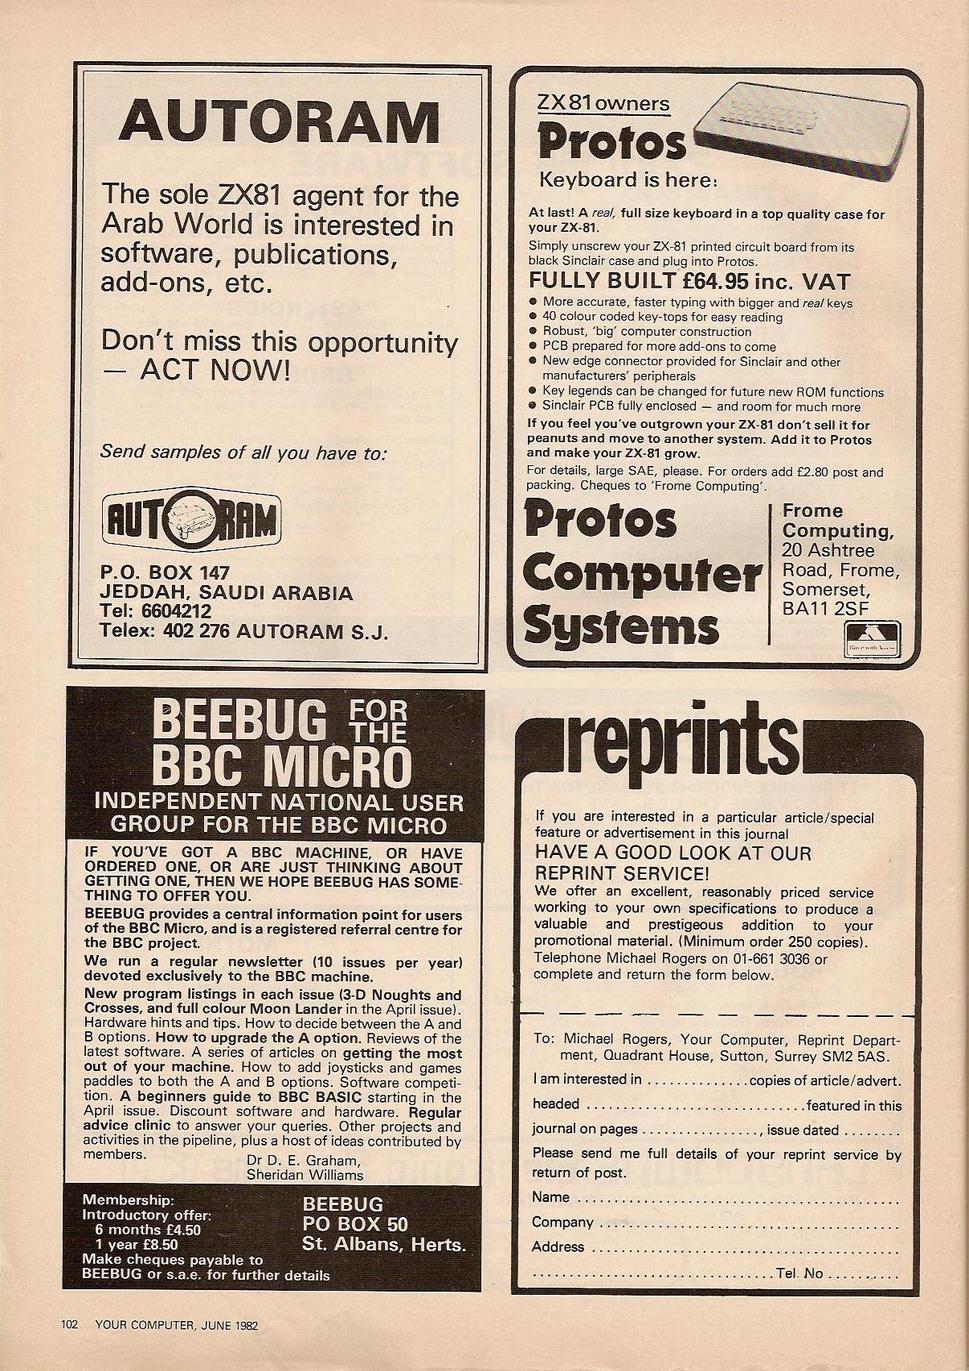 AUTORAM
The sole ZX81 agent for the
Arab World is interested in
software, publications,
add-ons, etc.
Don't miss this opportunity
— ACT NOW!
Send samples of all you have to:
AUTORAM
P.O. BOX 147
JEDDAH, SAUDI ARABIA
Tel: 6604212
Telex: 402 276 AUTORAM S.J.
ZX81 owners
Protos
Keyboard is here:
At last! A real, full size keyboard in a top quality case for
your ZX-81.
Simply unscrew your ZX-81 printed circuit board from its
black Sinclair case and plug into Protos.
FULLY BUILT £64.95 inc. VAT
● More accurate, faster typing with bigger and real keys
● 40 colour coded key-tops for easy reading
● Robust, 'big' computer construction
● PCB prepared for more add-ons to come
● New edge connector provided for Sinclair and other
manufacturers' peripherals
● Key legends can be changed for future new ROM functions
● Sinclair PCB fully enclosed — and room for much more
If you feel you've outgrown your ZX-81 don't sell it for
peanuts and move to another system. Add it to Protos
and make your ZX-81 grow.
For details, large SAE, please. For orders add £2.80 post and
packing. Cheques to 'Frome Computing'.
Protos
Computer
Systems
Frome
Computing,
20 Ashtree
Road, Frome,
Somerset,
BA11 2SF
BEEBUG FOR THE
BBC MICRO
INDEPENDENT NATIONAL USER
GROUP FOR THE BBC MICRO
IF YOU'VE GOT A BBC MACHINE, OR HAVE
ORDERED ONE, OR ARE JUST THINKING ABOUT
GETTING ONE, THEN WE HOPE BEEBUG HAS SOME-
THING TO OFFER YOU.
BEEBUG provides a central information point for users
of the BBC Micro, and is a registered referral centre for
the BBC project.
We run a regular newsletter (10 issues per year)
devoted exclusively to the BBC machine.
New program listings in each issue (3-D Noughts and
Crosses, and full colour Moon Lander in the April issue).
Hardware hints and tips. How to decide between the A and
B options. How to upgrade the A option. Reviews of the
latest software. A series of articles on getting the most
out of your machine. How to add joysticks and games
paddles to both the A and B options. Software competi-
tion. A beginners guide to BBC BASIC starting in the
April issue. Discount software and hardware. Regular
advice clinic to answer your queries. Other projects and
activities in the pipeline, plus a host of ideas contributed by
members.
Dr D. E. Graham,
Sheridan Williams
Membership:
Introductory offer:
6 months £4.50
1 year £8.50
Make cheques payable to
BEEBUG or s.a.e. for further details
BEEBUG
PO BOX 50
St. Albans, Herts.
reprints
If you are interested in a particular article/special
feature or advertisement in this journal
HAVE A GOOD LOOK AT OUR
REPRINT SERVICE!
We offer an excellent, reasonably priced service
working to your own specifications to produce a
valuable and prestigeous addition to your
promotional material. (Minimum order 250 copies).
Telephone Michael Rogers on 01-661 3036 or
complete and return the form below.
To: Michael Rogers, Your Computer, Reprint Depart-
ment, Quadrant House, Sutton, Surrey SM2 5AS.
I am interested in ..............copies of article/advert.
headed ..............................featured in this
journal on pages ................, issue dated ........
Please send me full details of your reprint service by
return of post.
Name ............................................
Company .........................................
Address ..........................................
.................................Tel. No ..........
102 YOUR COMPUTER, JUNE 1982